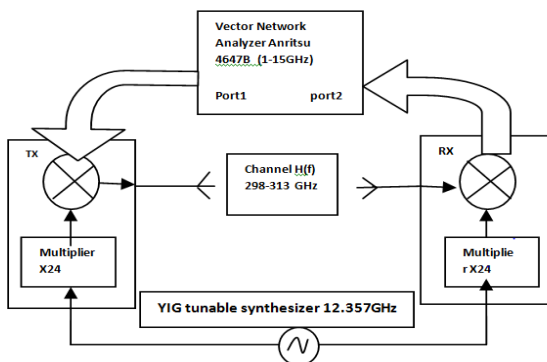 Vector Network
Analyzer Anritsu
4647B (1-15GHz)
Port1 port2
TX
RX
Channel H(f)
298-313 GHz
Multiplier
X24
Multiplie
r X24
YIG tunable synthesizer 12.357GHz